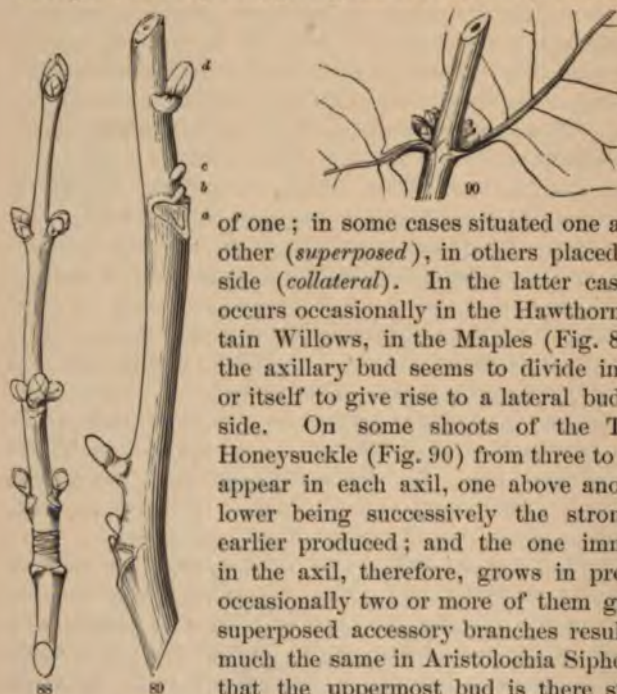 d
c
b
a
90
of one ; in some cases situated one a
other (superposed), in others placed
side (collateral). In the latter cas
occurs occasionally in the Hawthorn
tain Willows, in the Maples (Fig. 8
the axillary bud seems to divide in
or itself to give rise to a lateral bud
side. On some shoots of the T
Honeysuckle (Fig. 90) from three to
appear in each axil, one above ano
lower being successively the stron
earlier produced ; and the one imm
in the axil, therefore, grows in pre
occasionally two or more of them g
superposed accessory branches resul
much the same in Aristolochia Siphe
that the uppermost bud is there s
88
89